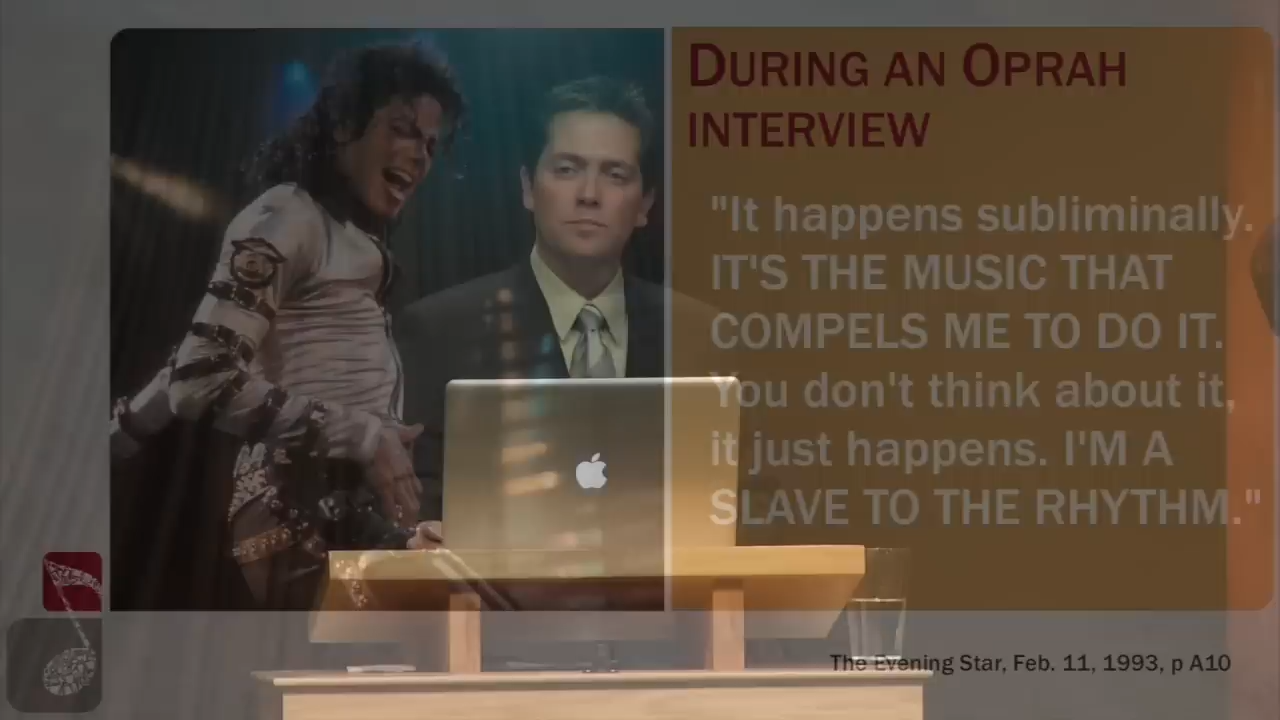 DURING AN OPRAH
INTERVIEW
"It happens subliminally.
IT'S THE MUSIC THAT
COMPELS ME TO DO IT.
You don't think about it,
it just happens. I'M A
SLAVE TO THE RHYTHM."
The Evening Star, Feb. 11, 1993, p A10